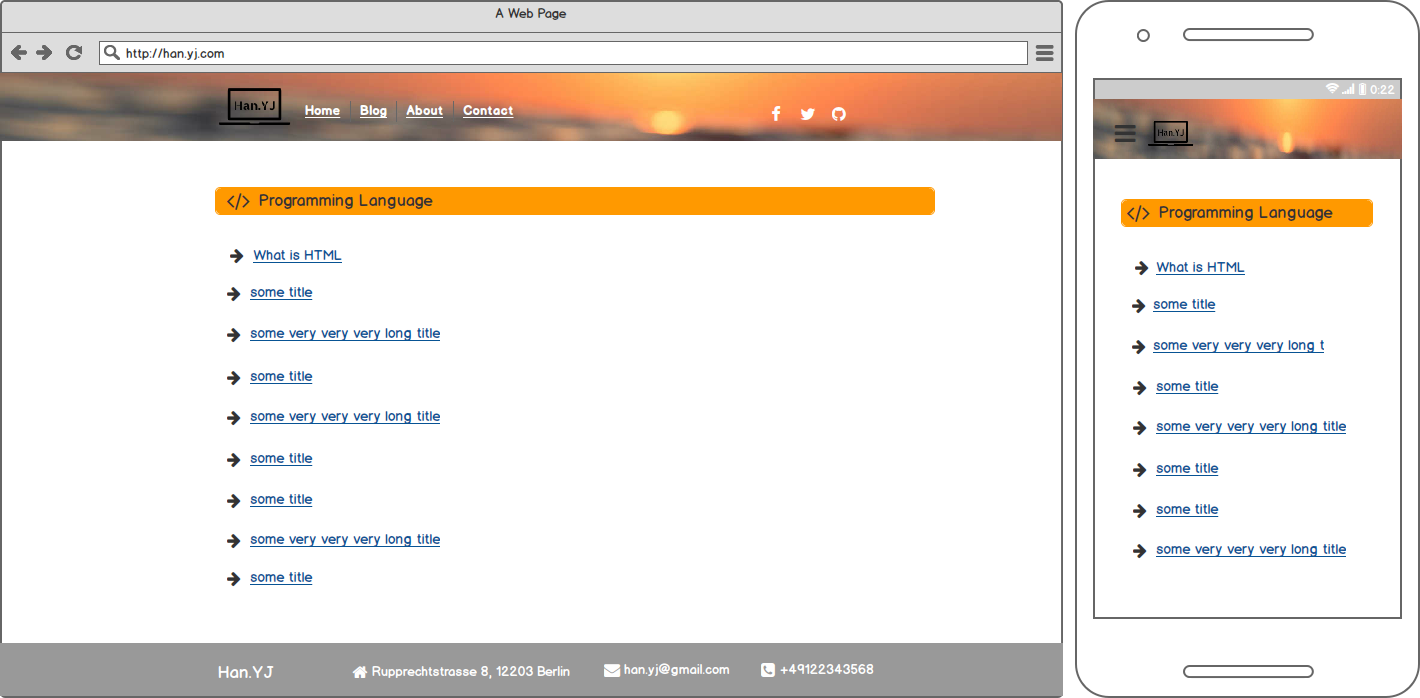 A Web Page
http://han.yj.com
Han.YJ Home Blog About Contact
</> Programming Language
What is HTML
some title
some very very very long title
some title
some very very very long title
some title
some title
some very very very long title
some title
Han.YJ Rupprechtstrasse 8, 12203 Berlin han.yj@gmail.com +49122343568
0:22
Han.YJ
</> Programming Language
What is HTML
some title
some very very very long t
some title
some very very very long title
some title
some title
some very very very long title